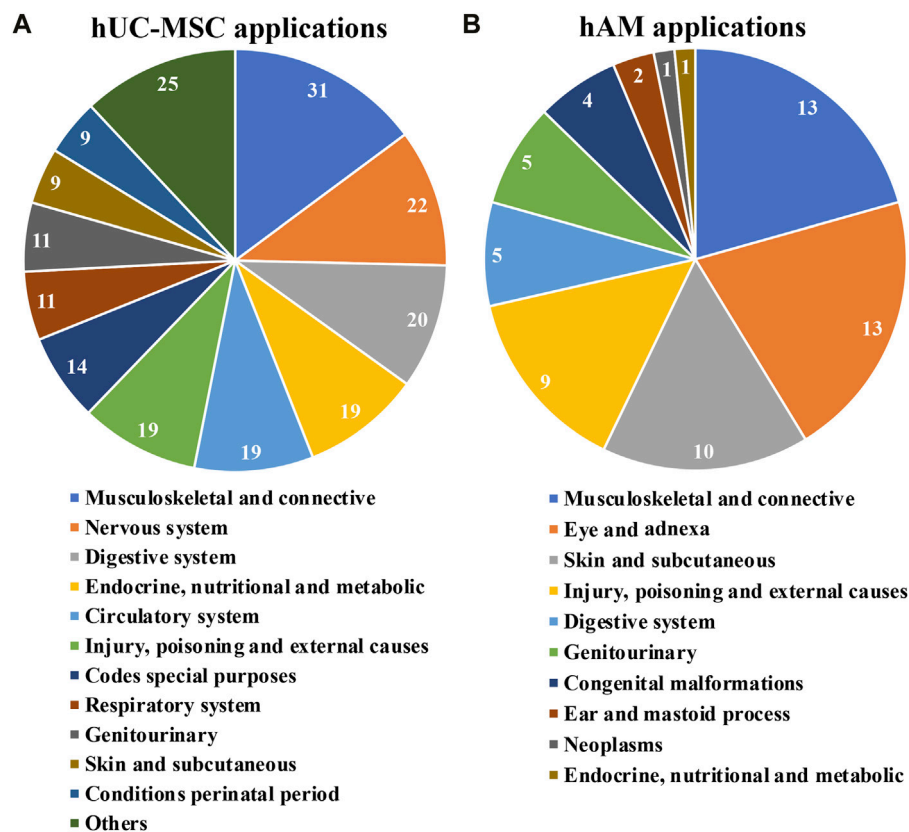 A
hUC-MSC applications
31
22
20
19
19
19
14
11
11
9
9
25
Musculoskeletal and connective
Nervous system
Digestive system
Endocrine, nutritional and metabolic
Circulatory system
Injury, poisoning and external causes
Codes special purposes
Respiratory system
Genitourinary
Skin and subcutaneous
Conditions perinatal period
Others
B
hAM applications
13
13
10
9
5
5
4
2
1
1
Musculoskeletal and connective
Eye and adnexa
Skin and subcutaneous
Injury, poisoning and external causes
Digestive system
Genitourinary
Congenital malformations
Ear and mastoid process
Neoplasms
Endocrine, nutritional and metabolic